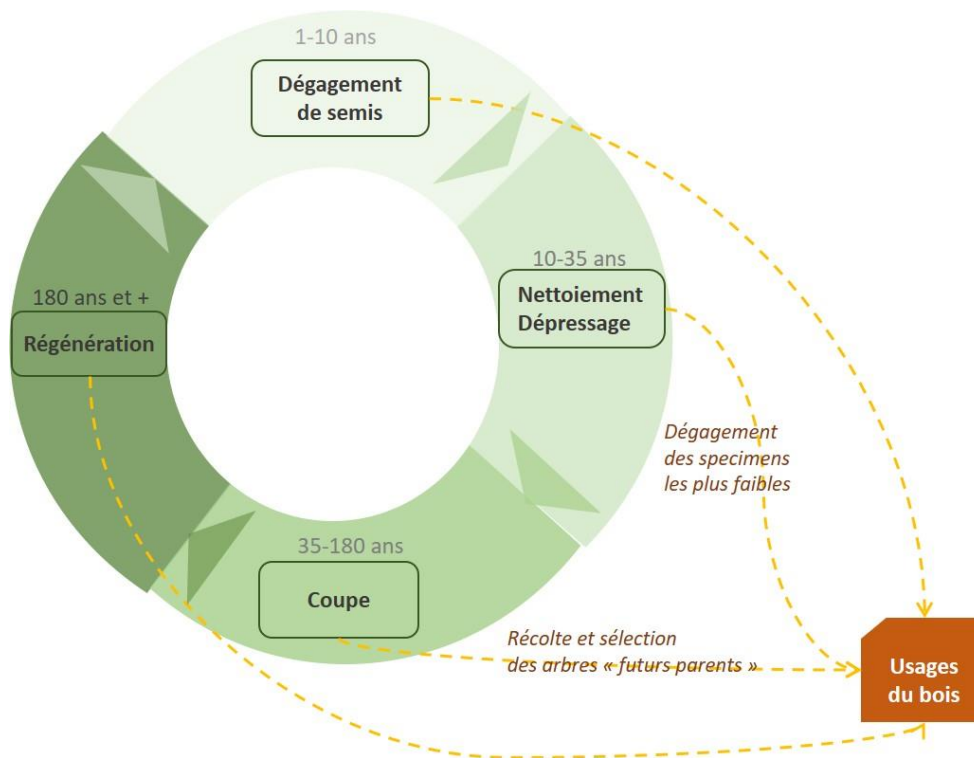 1-10 ans
Dégagement
de semis
10-35 ans
Nettoiement
Dépressage
180 ans et +
Régénération
Dégagement
des specimens
les plus faibles
35-180 ans
Coupe
Récolte et sélection
des arbres « futurs parents »
Usages
du bois